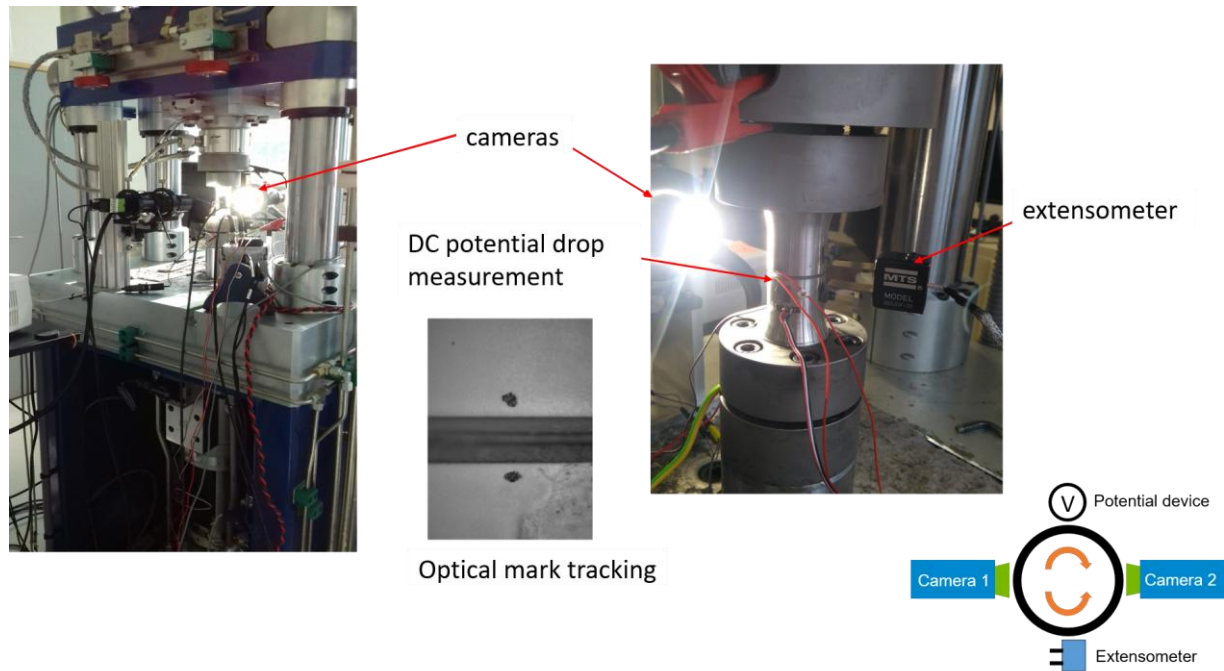 cameras
extensometer
DC potential drop
measurement
MTS
MODEL
Optical mark tracking
V
Potential device
Camera 1
Camera 2
Extensometer